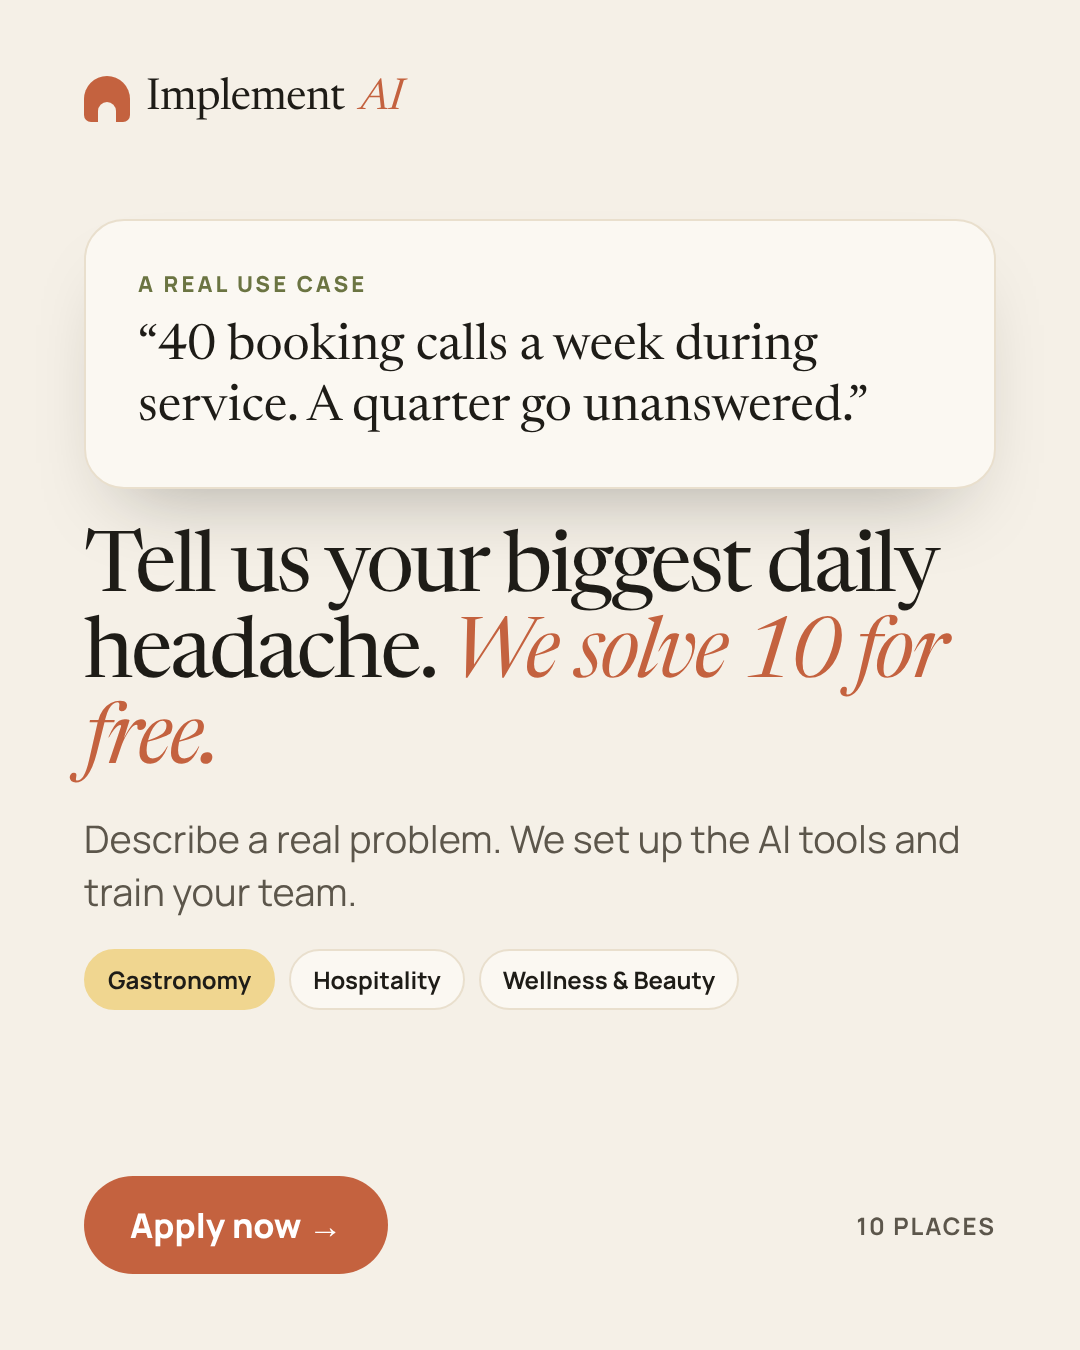 Implement AI
A REAL USE CASE
“40 booking calls a week during
service. A quarter go unanswered.”
Tell us your biggest daily
headache. We solve 10 for
free.
Describe a real problem. We set up the AI tools and
train your team.
Gastronomy Hospitality Wellness & Beauty
Apply now → 10 PLACES